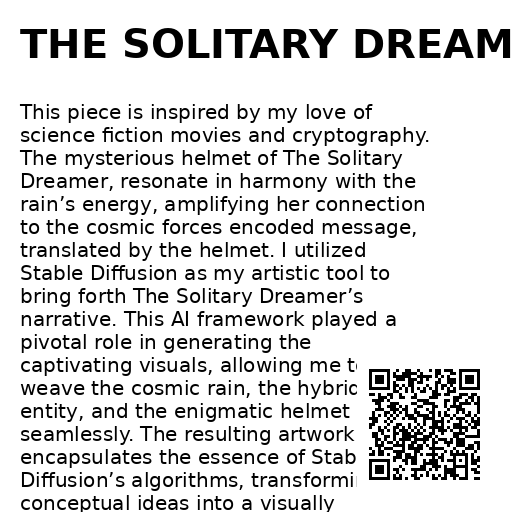 THE SOLITARY DREAM
This piece is inspired by my love of
science fiction movies and cryptography.
The mysterious helmet of The Solitary
Dreamer, resonate in harmony with the
rain’s energy, amplifying her connection
to the cosmic forces encoded message,
translated by the helmet. I utilized
Stable Diffusion as my artistic tool to
bring forth The Solitary Dreamer’s
narrative. This AI framework played a
pivotal role in generating the
captivating visuals, allowing me to
weave the cosmic rain, the hybrid
entity, and the enigmatic helmet
seamlessly. The resulting artwork
encapsulates the essence of Stab
Diffusion’s algorithms, transformi
conceptual ideas into a visually